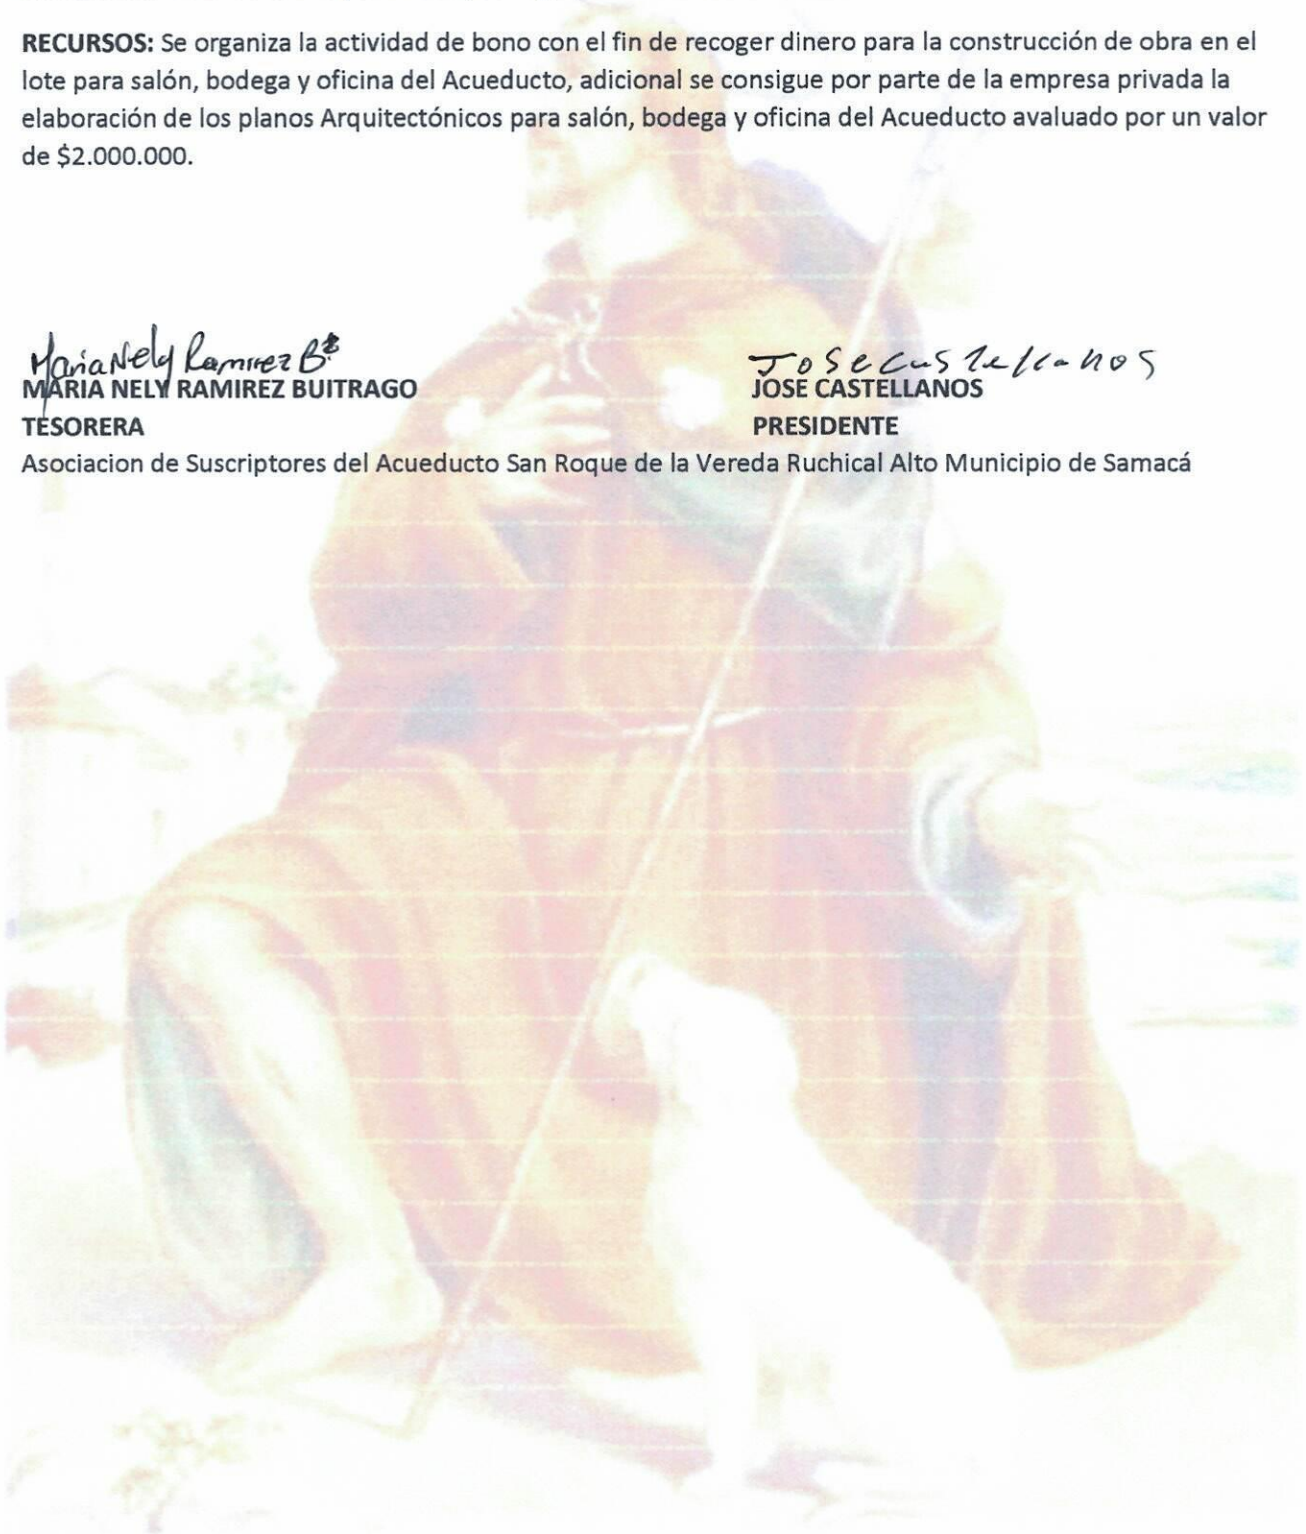 RECURSOS: Se organiza la actividad de bono con el fin de recoger dinero para la construcción de obra en el
lote para salón, bodega y oficina del Acueducto, adicional se consigue por parte de la empresa privada la
elaboración de los planos Arquitectónicos para salón, bodega y oficina del Acueducto avaluado por un valor
de $2.000.000.
Maria Nely Ramirez B. Jose Castellanos
MARIA NELY RAMIREZ BUITRAGO JOSE CASTELLANOS
TESORERA PRESIDENTE
Asociacion de Suscriptores del Acueducto San Roque de la Vereda Ruchical Alto Municipio de Samacá